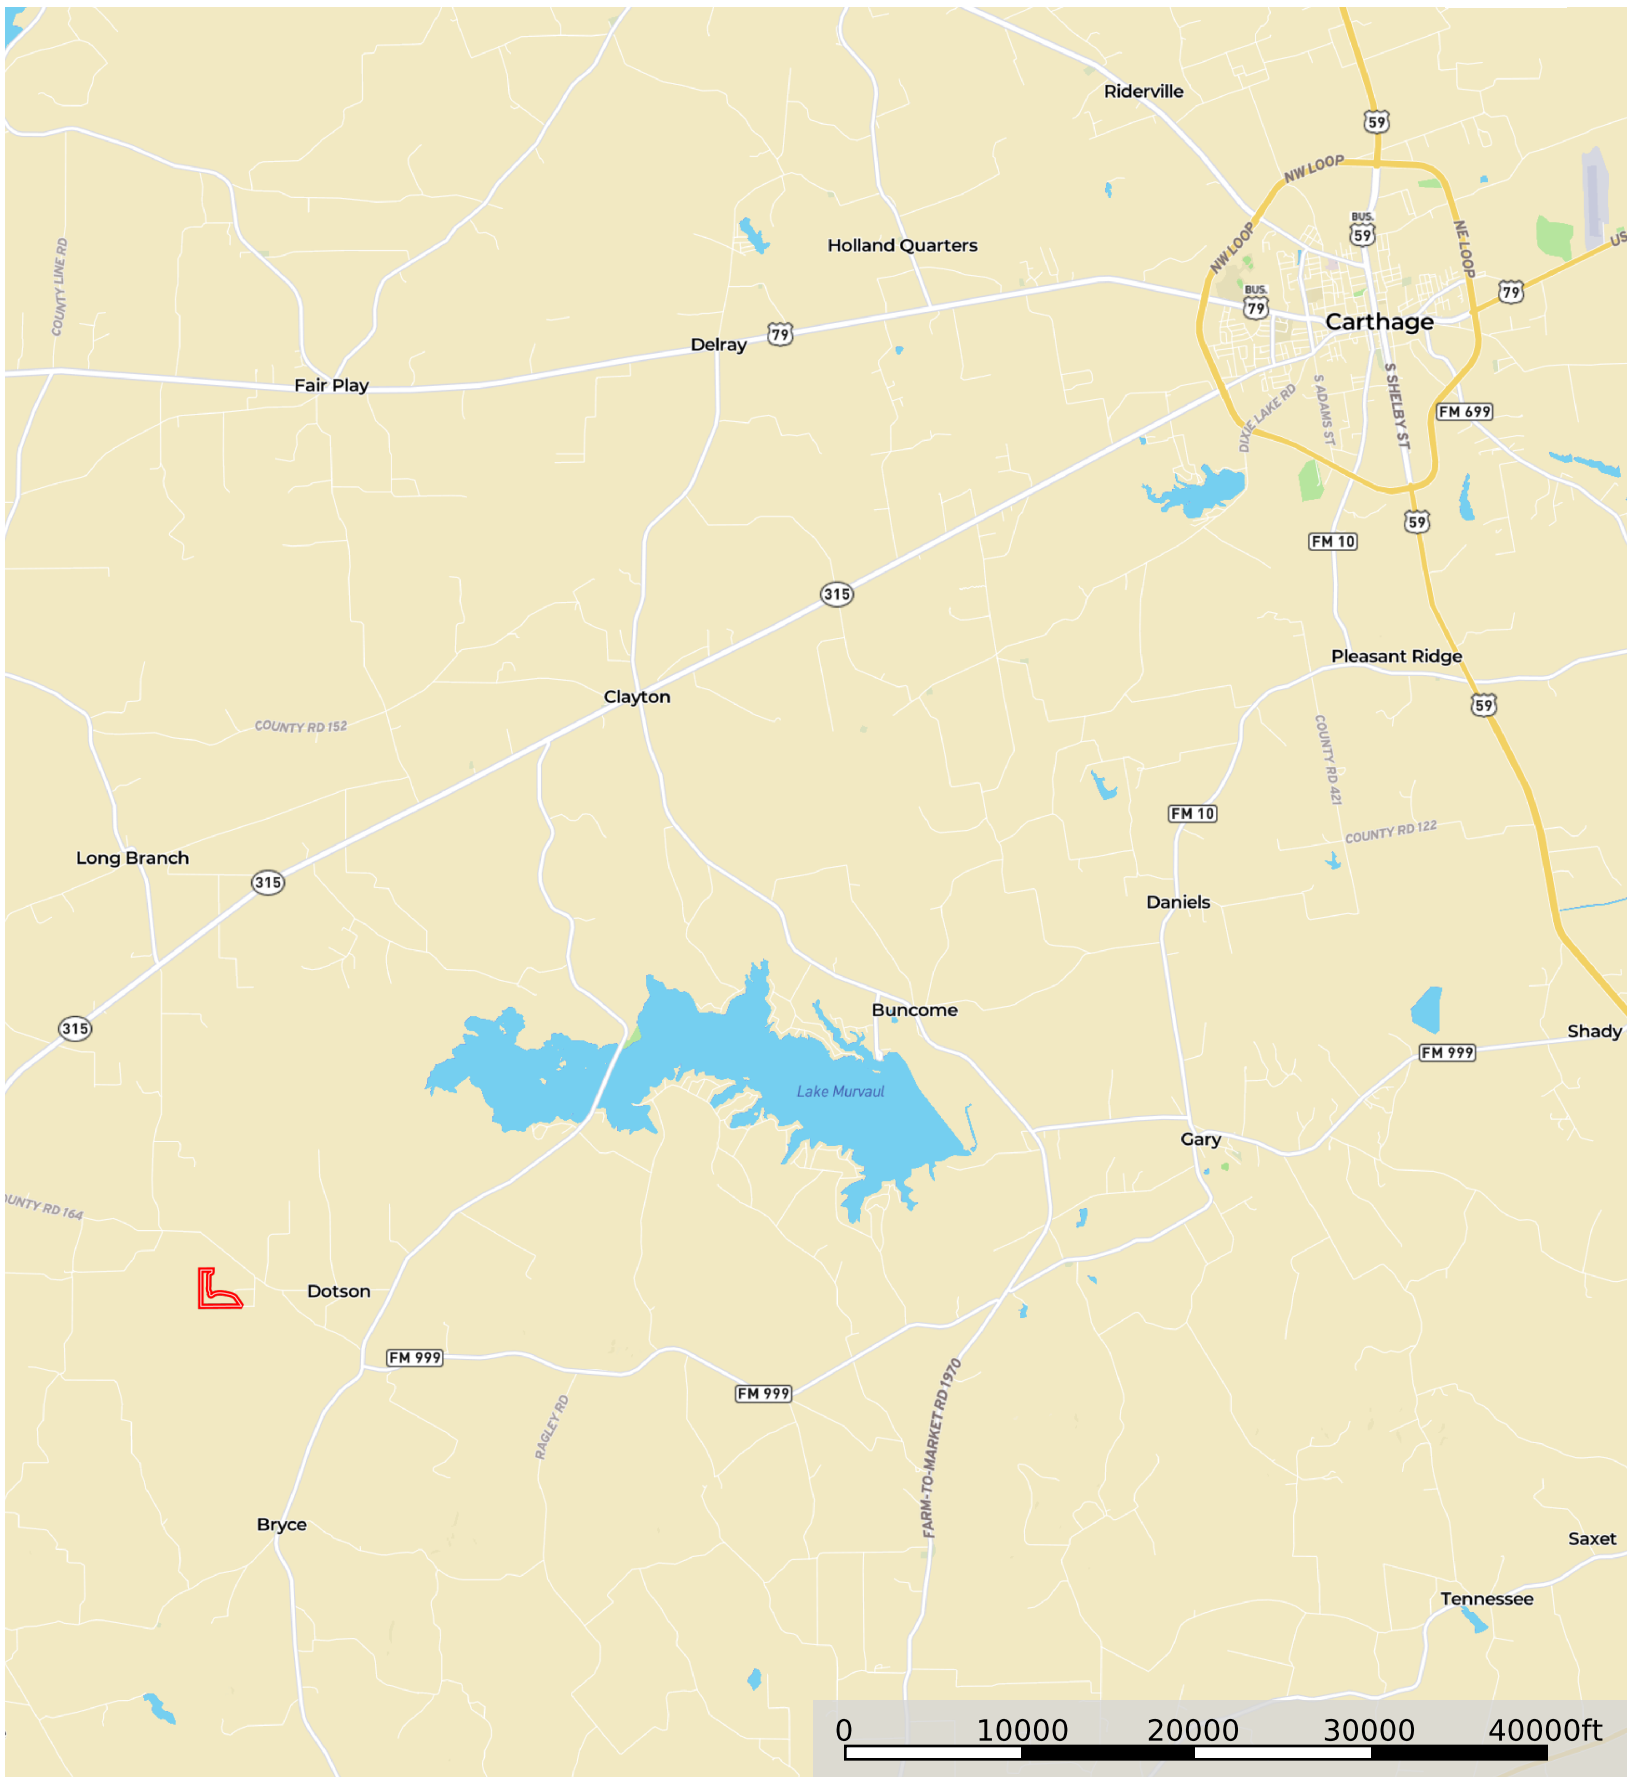 Riderville
59
NW LOOP
BUS.
59
NE LOOP
US
COUNTY LINE RD
Holland Quarters
NW LOOP
BUS.
79
79
Carthage
79
Delray
Fair Play
S SHELBY ST
S ADAMS ST
DIXIE LAKE RD
FM 699
59
FM 10
315
Pleasant Ridge
Clayton
59
COUNTY RD 152
COUNTY RD 421
FM 10
COUNTY RD 122
Long Branch
315
Daniels
Buncome
315
Shady
FM 999
Lake Murvaul
Gary
OUNTY RD 164
Dotson
FM 999
FM 999
FARM-TO-MARKET RD 1970
RAGLEY RD
Bryce
Saxet
Tennessee
0 10000 20000 30000 40000ft